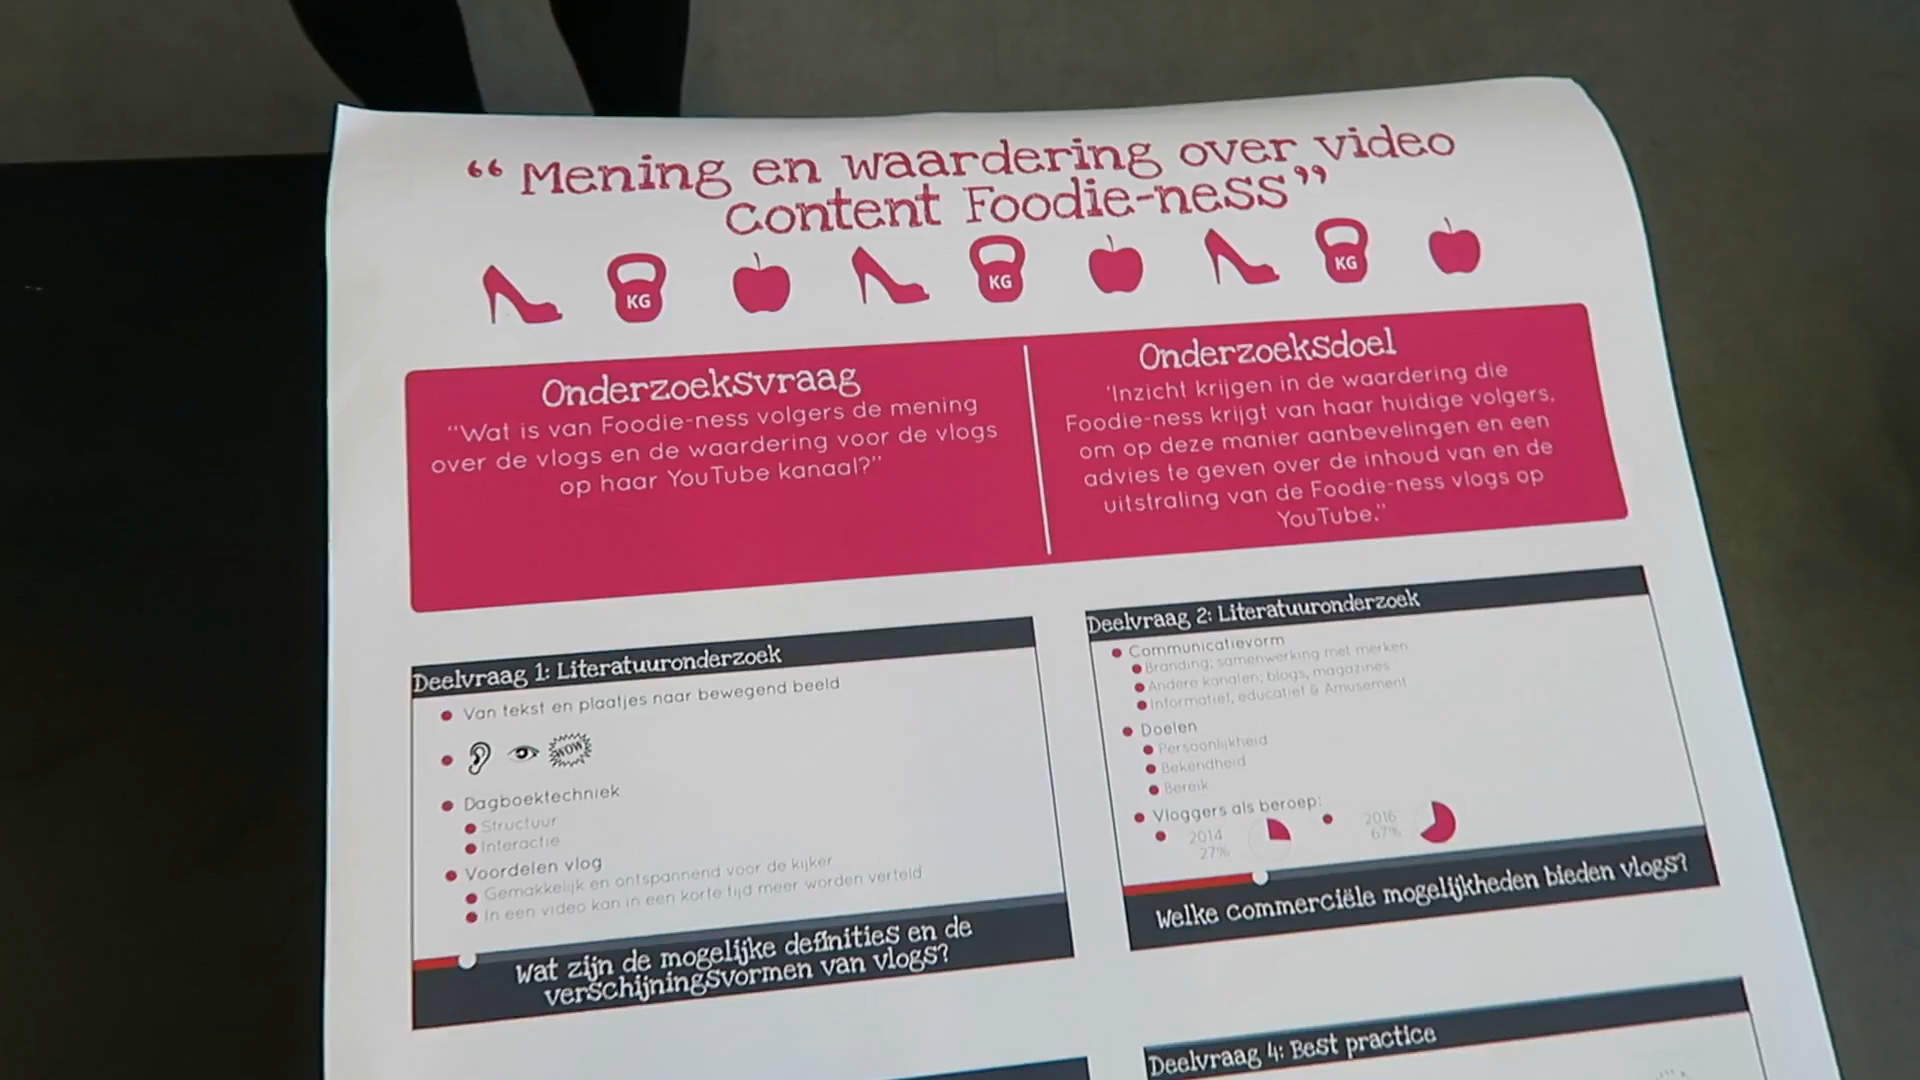 “Mening en waardering over video
Content Foodie-ness”
KG
KG
KG
Onderzoeksvraag
“Wat is van Foodie-ness volgers de mening
over de vlogs en de waardering voor de vlogs
op haar YouTube kanaal?”
Onderzoeksdoel
‘Inzicht krijgen in de waardering die
Foodie-ness krijgt van haar huidige volgers,
om op deze manier aanbevelingen en een
advies te geven over de inhoud van en de
uitstraling van de Foodie-ness vlogs op
YouTube.”
Deelvraag 1: Literatuuronderzoek
Van tekst en plaatjes naar bewegend beeld
WOW
Dagboektechniek
Structuur
Interactie
Voordelen vlog
Gemakkelijk en ontspannend voor de kijker
In een video kan in een korte tijd meer worden verteld
Wat zijn de mogelijke definities en de
verschijningsvormen van vlogs?
Deelvraag 2: Literatuuronderzoek
Communicatievorm
Branding; samenwerking met merken
Andere kanalen; blogs, magazines
Informatief, educatief & Amusement
Doelen
Persoonlijkheid
Bekendheid
Bereik
Vloggers als beroep:
2014
27%
2016
67%
Welke commerciële mogelijkheden bieden vlogs?
Deelvraag 4: Best practice